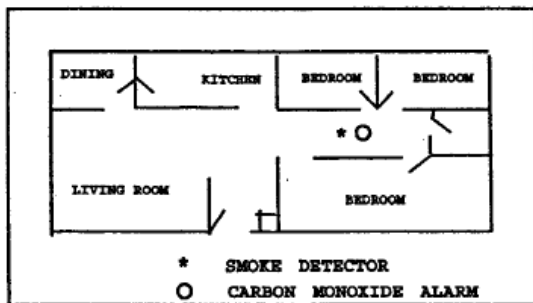 DINING KITCHEN BEDROOM BEDROOM
* O
LIVING ROOM BEDROOM
* SMOKE DETECTOR
O CARBON MONOXIDE ALARM